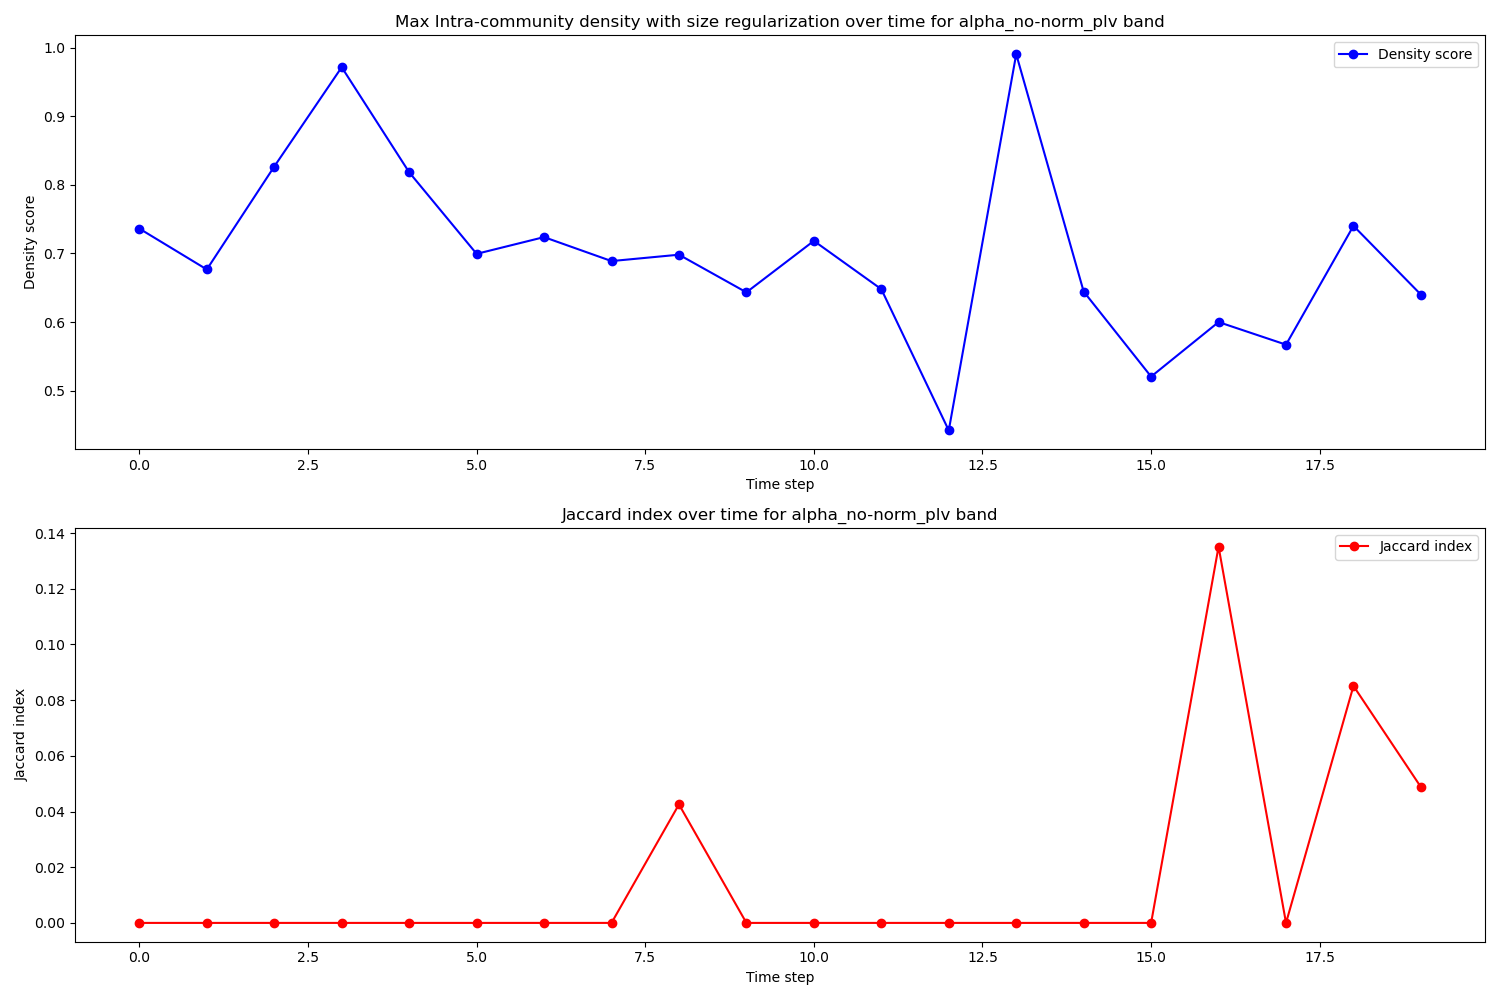 Max Intra-community density with size regularization over time for alpha_no-norm_plv band
Density score
1.0
0.9
0.8
0.7
0.6
0.5
Density score
0.0 2.5 5.0 7.5 10.0 12.5 15.0 17.5
Time step
Jaccard index over time for alpha_no-norm_plv band
Jaccard index
0.14
0.12
0.10
0.08
0.06
0.04
0.02
0.00
Jaccard index
0.0 2.5 5.0 7.5 10.0 12.5 15.0 17.5
Time step